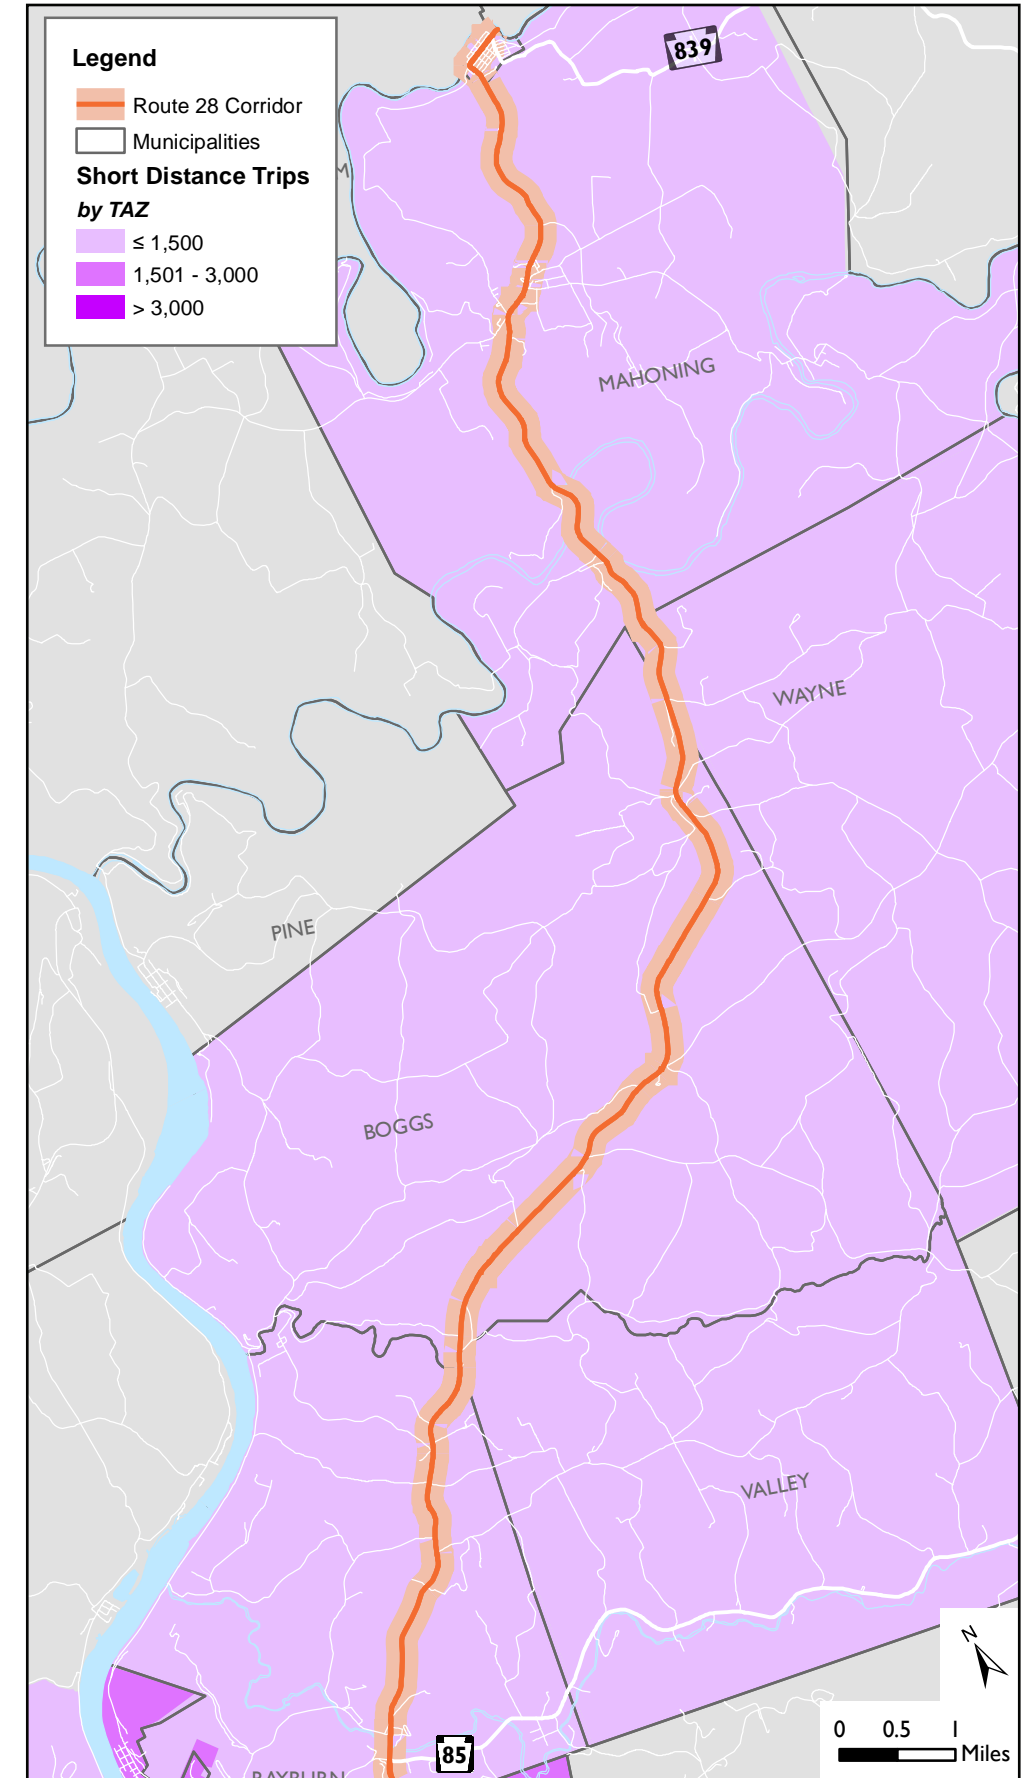 Legend
Route 28 Corridor
Municipalities
Short Distance Trips
by TAZ
≤ 1,500
1,501 - 3,000
> 3,000
839
MAHONING
WAYNE
PINE
BOGGS
VALLEY
N
0 0.5 1
Miles
85
RAYBURN